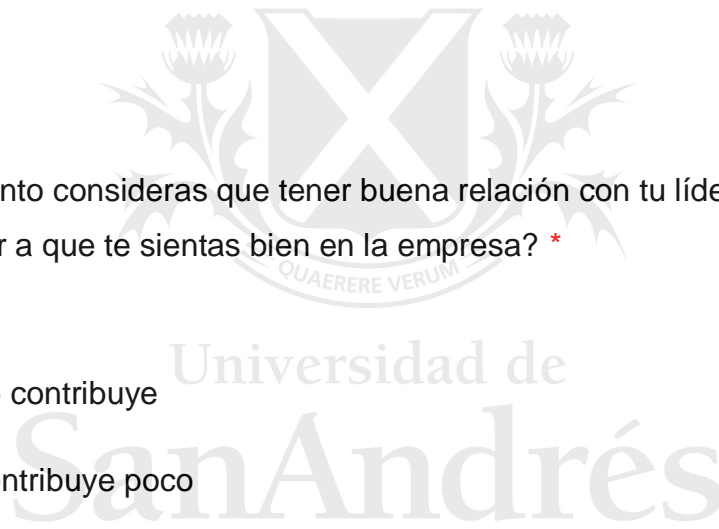 nto consideras que tener buena relación con tu líde
r a que te sientas bien en la empresa? *
QUAERERE VERUM
Universidad de
contribuye
SanAndrés
ntribuye poco